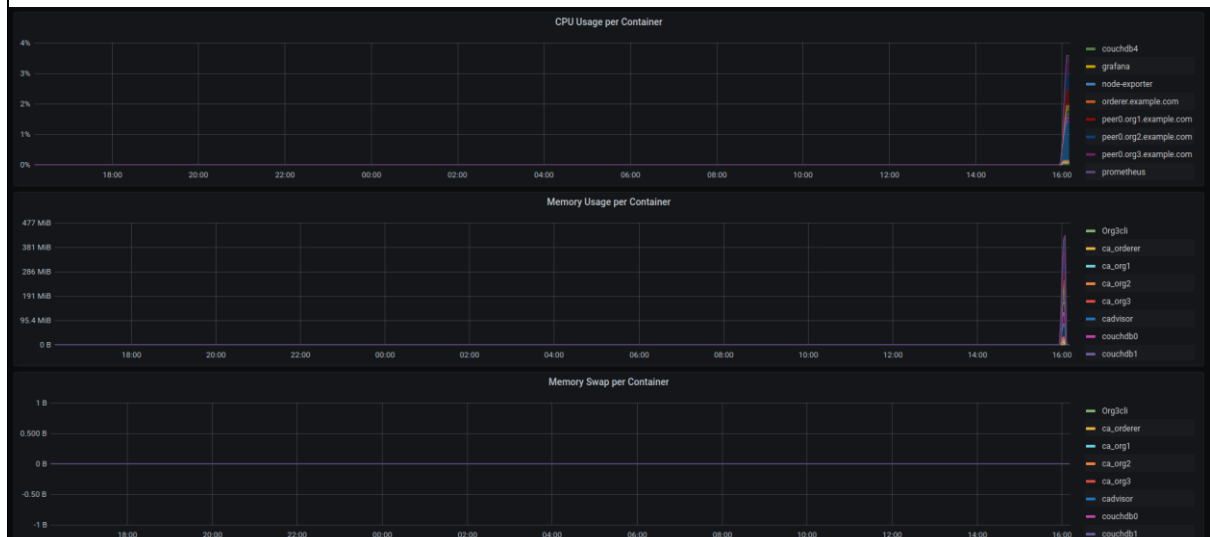 CPU Usage per Container
4%
3%
2%
1%
0%
18:00 20:00 22:00 00:00 02:00 04:00 06:00 08:00 10:00 12:00 14:00 16:00
couchdb4
grafana
node-exporter
orderer.example.com
peer0.org1.example.com
peer0.org2.example.com
peer0.org3.example.com
prometheus
Memory Usage per Container
477 MiB
381 MiB
286 MiB
191 MiB
95.4 MiB
0 B
18:00 20:00 22:00 00:00 02:00 04:00 06:00 08:00 10:00 12:00 14:00 16:00
Org3cli
ca_orderer
ca_org1
ca_org2
ca_org3
cadvisor
couchdb0
couchdb1
Memory Swap per Container
1 B
0.500 B
0 B
-0.50 B
-1 B
18:00 20:00 22:00 00:00 02:00 04:00 06:00 08:00 10:00 12:00 14:00 16:00
Org3cli
ca_orderer
ca_org1
ca_org2
ca_org3
cadvisor
couchdb0
couchdb1